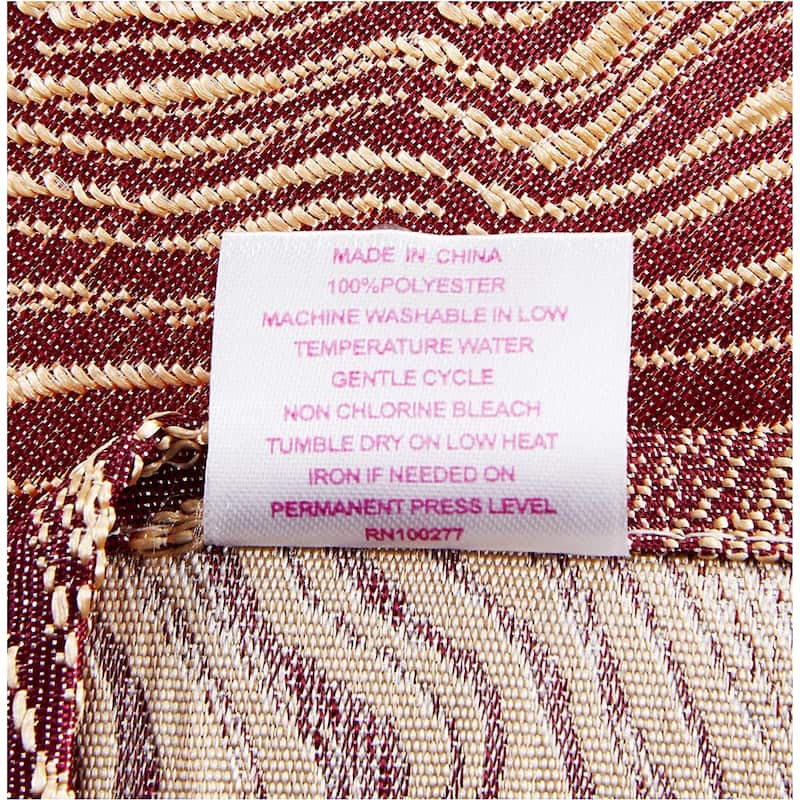 MADE IN CHINA
100%POLYESTER
MACHINE WASHABLE IN LOW
TEMPERATURE WATER
GENTLE CYCLE
NON CHLORINE BLEACH
TUMBLE DRY ON LOW HEAT
IRON IF NEEDED ON
PERMANENT PRESS LEVEL
RN100277